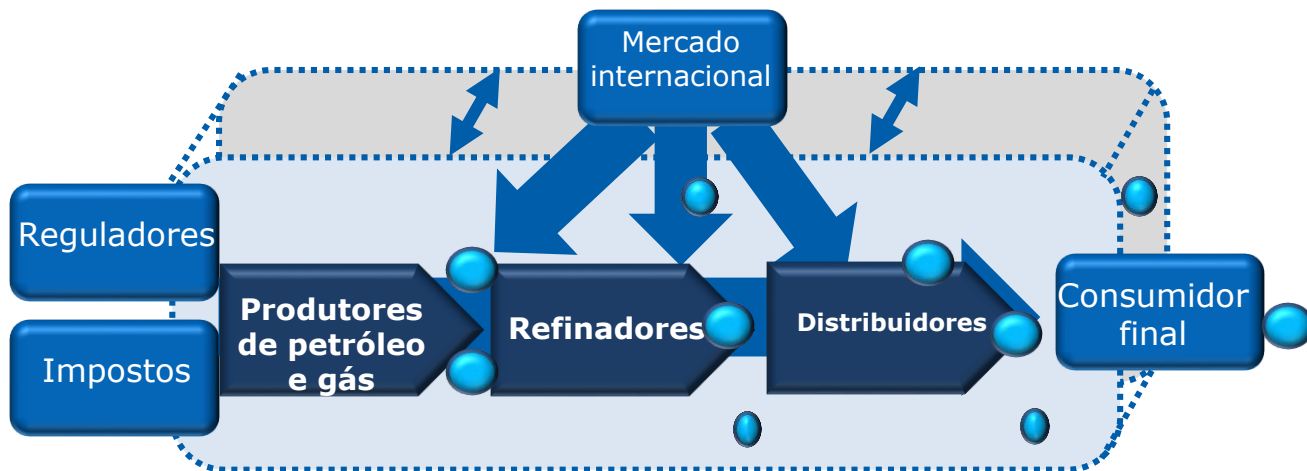 Mercado
internacional
Reguladores
Impostos
Produtores
de petróleo
e gás
Refinadores
Distribuidores
Consumidor
final